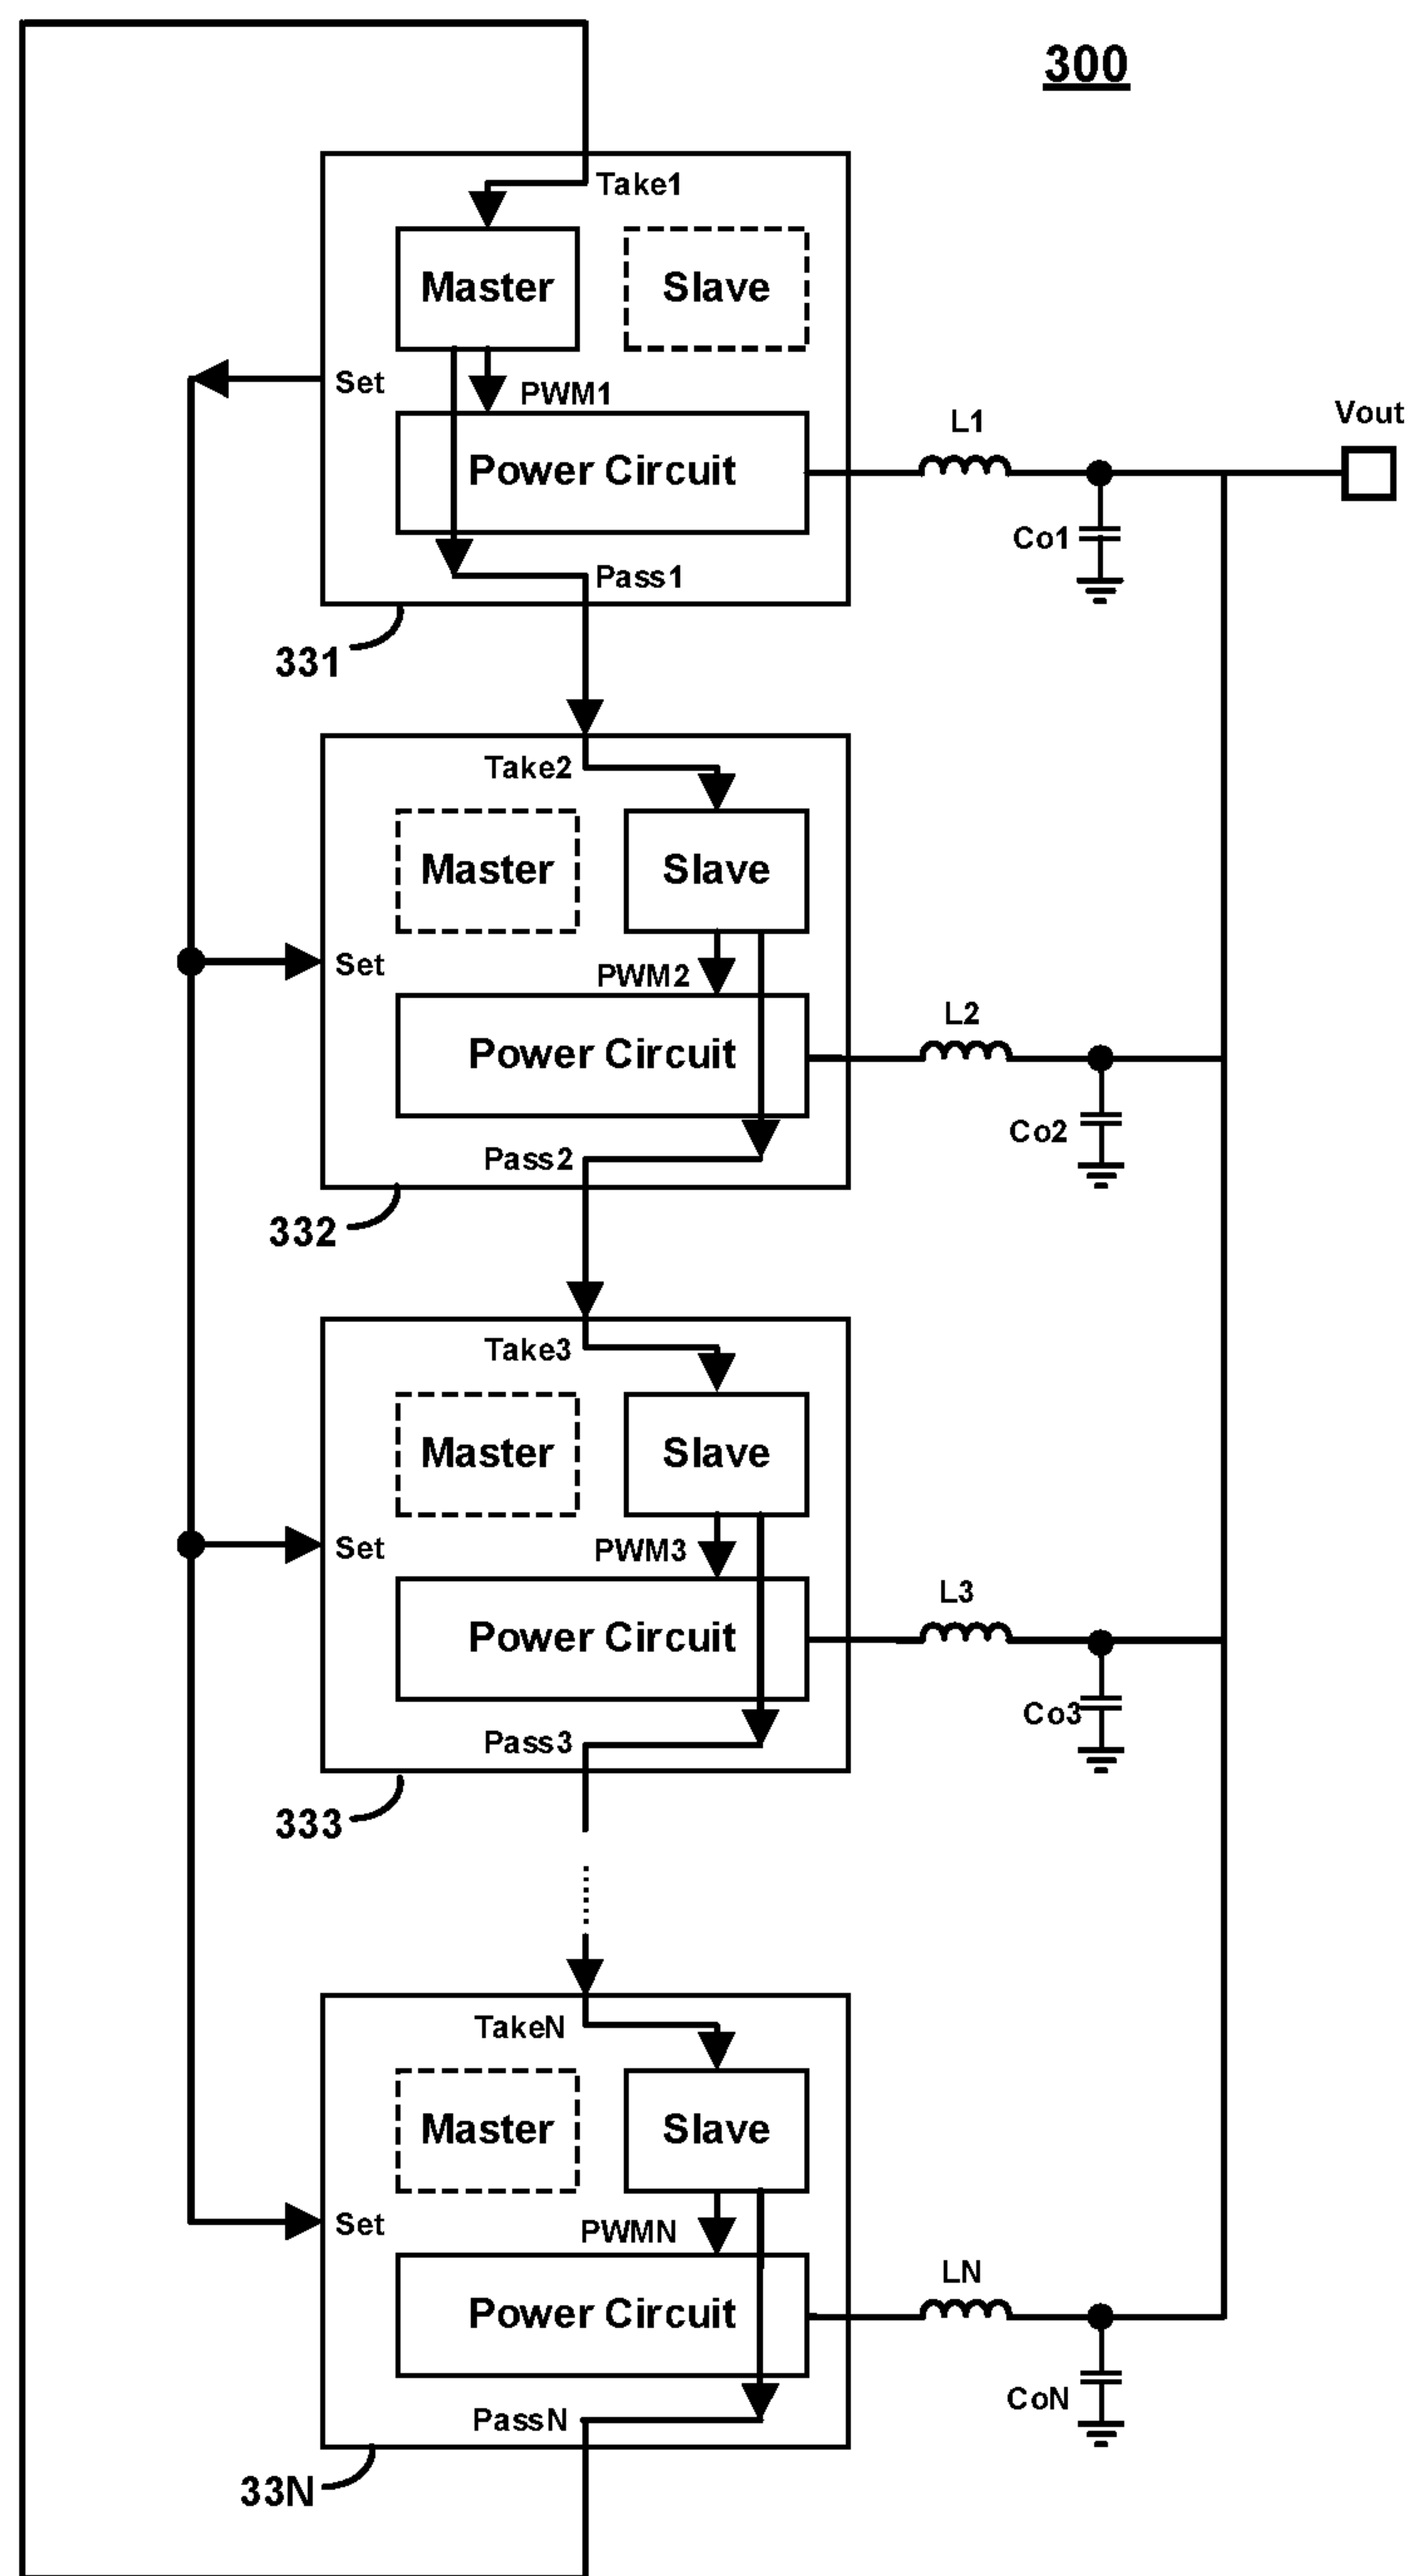 300
Take1
Master
Slave
Set
PWM1
Power Circuit
L1
Vout
Co1
Pass1
331
Take2
Master
Slave
Set
PWM2
Power Circuit
L2
Co2
Pass2
332
Take3
Master
Slave
Set
PWM3
Power Circuit
L3
Co3
Pass3
333
TakeN
Master
Slave
Set
PWMN
Power Circuit
LN
CoN
PassN
33N